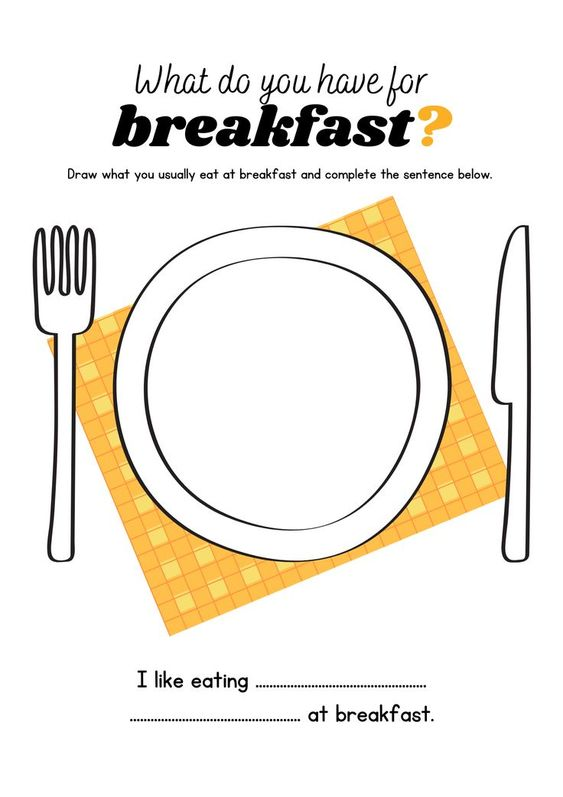 What do you have for
breakfast?
Draw what you usually eat at breakfast and complete the sentence below.
I like eating .................................................
................................................. at breakfast.